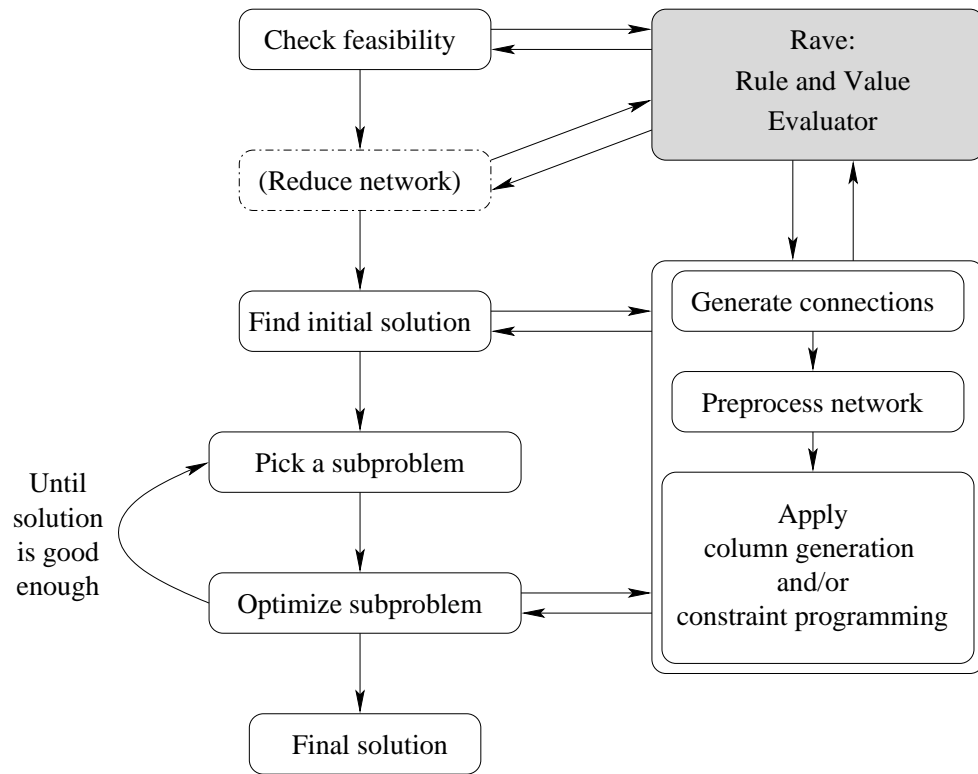 Check feasibility
(Reduce network)
Find initial solution
Pick a subproblem
Until
solution
is good
enough
Optimize subproblem
Final solution
Rave:
Rule and Value
Evaluator
Generate connections
Preprocess network
Apply
column generation
and/or
constraint programming